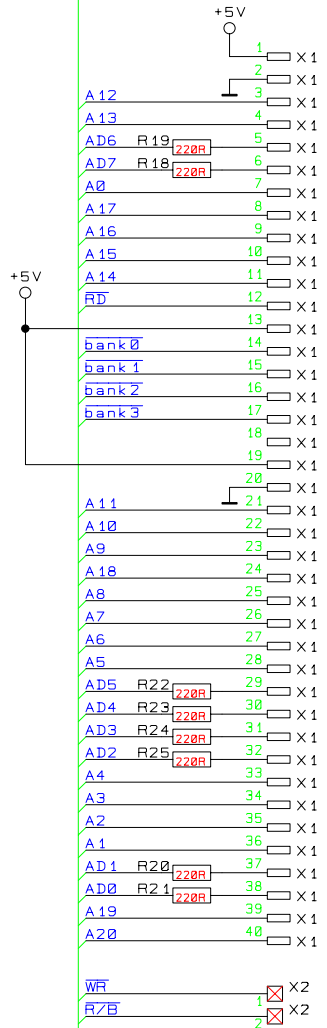 +5V
1 X1
2 X1
A12 3 X1
A13 4 X1
AD6 R19 220R 5 X1
AD7 R18 220R 6 X1
A0 7 X1
A17 8 X1
A16 9 X1
A15 10 X1
A14 11 X1
+5V
RD 12 X1
13 X1
bank0 14 X1
bank1 15 X1
bank2 16 X1
bank3 17 X1
18 X1
19 X1
20 X1
A11 21 X1
A10 22 X1
A9 23 X1
A18 24 X1
A8 25 X1
A7 26 X1
A6 27 X1
A5 28 X1
AD5 R22 220R 29 X1
AD4 R23 220R 30 X1
AD3 R24 220R 31 X1
AD2 R25 220R 32 X1
A4 33 X1
A3 34 X1
A2 35 X1
A1 36 X1
AD1 R20 220R 37 X1
AD0 R21 220R 38 X1
A19 39 X1
A20 40 X1
WR 1 X2
R/B 2 X2